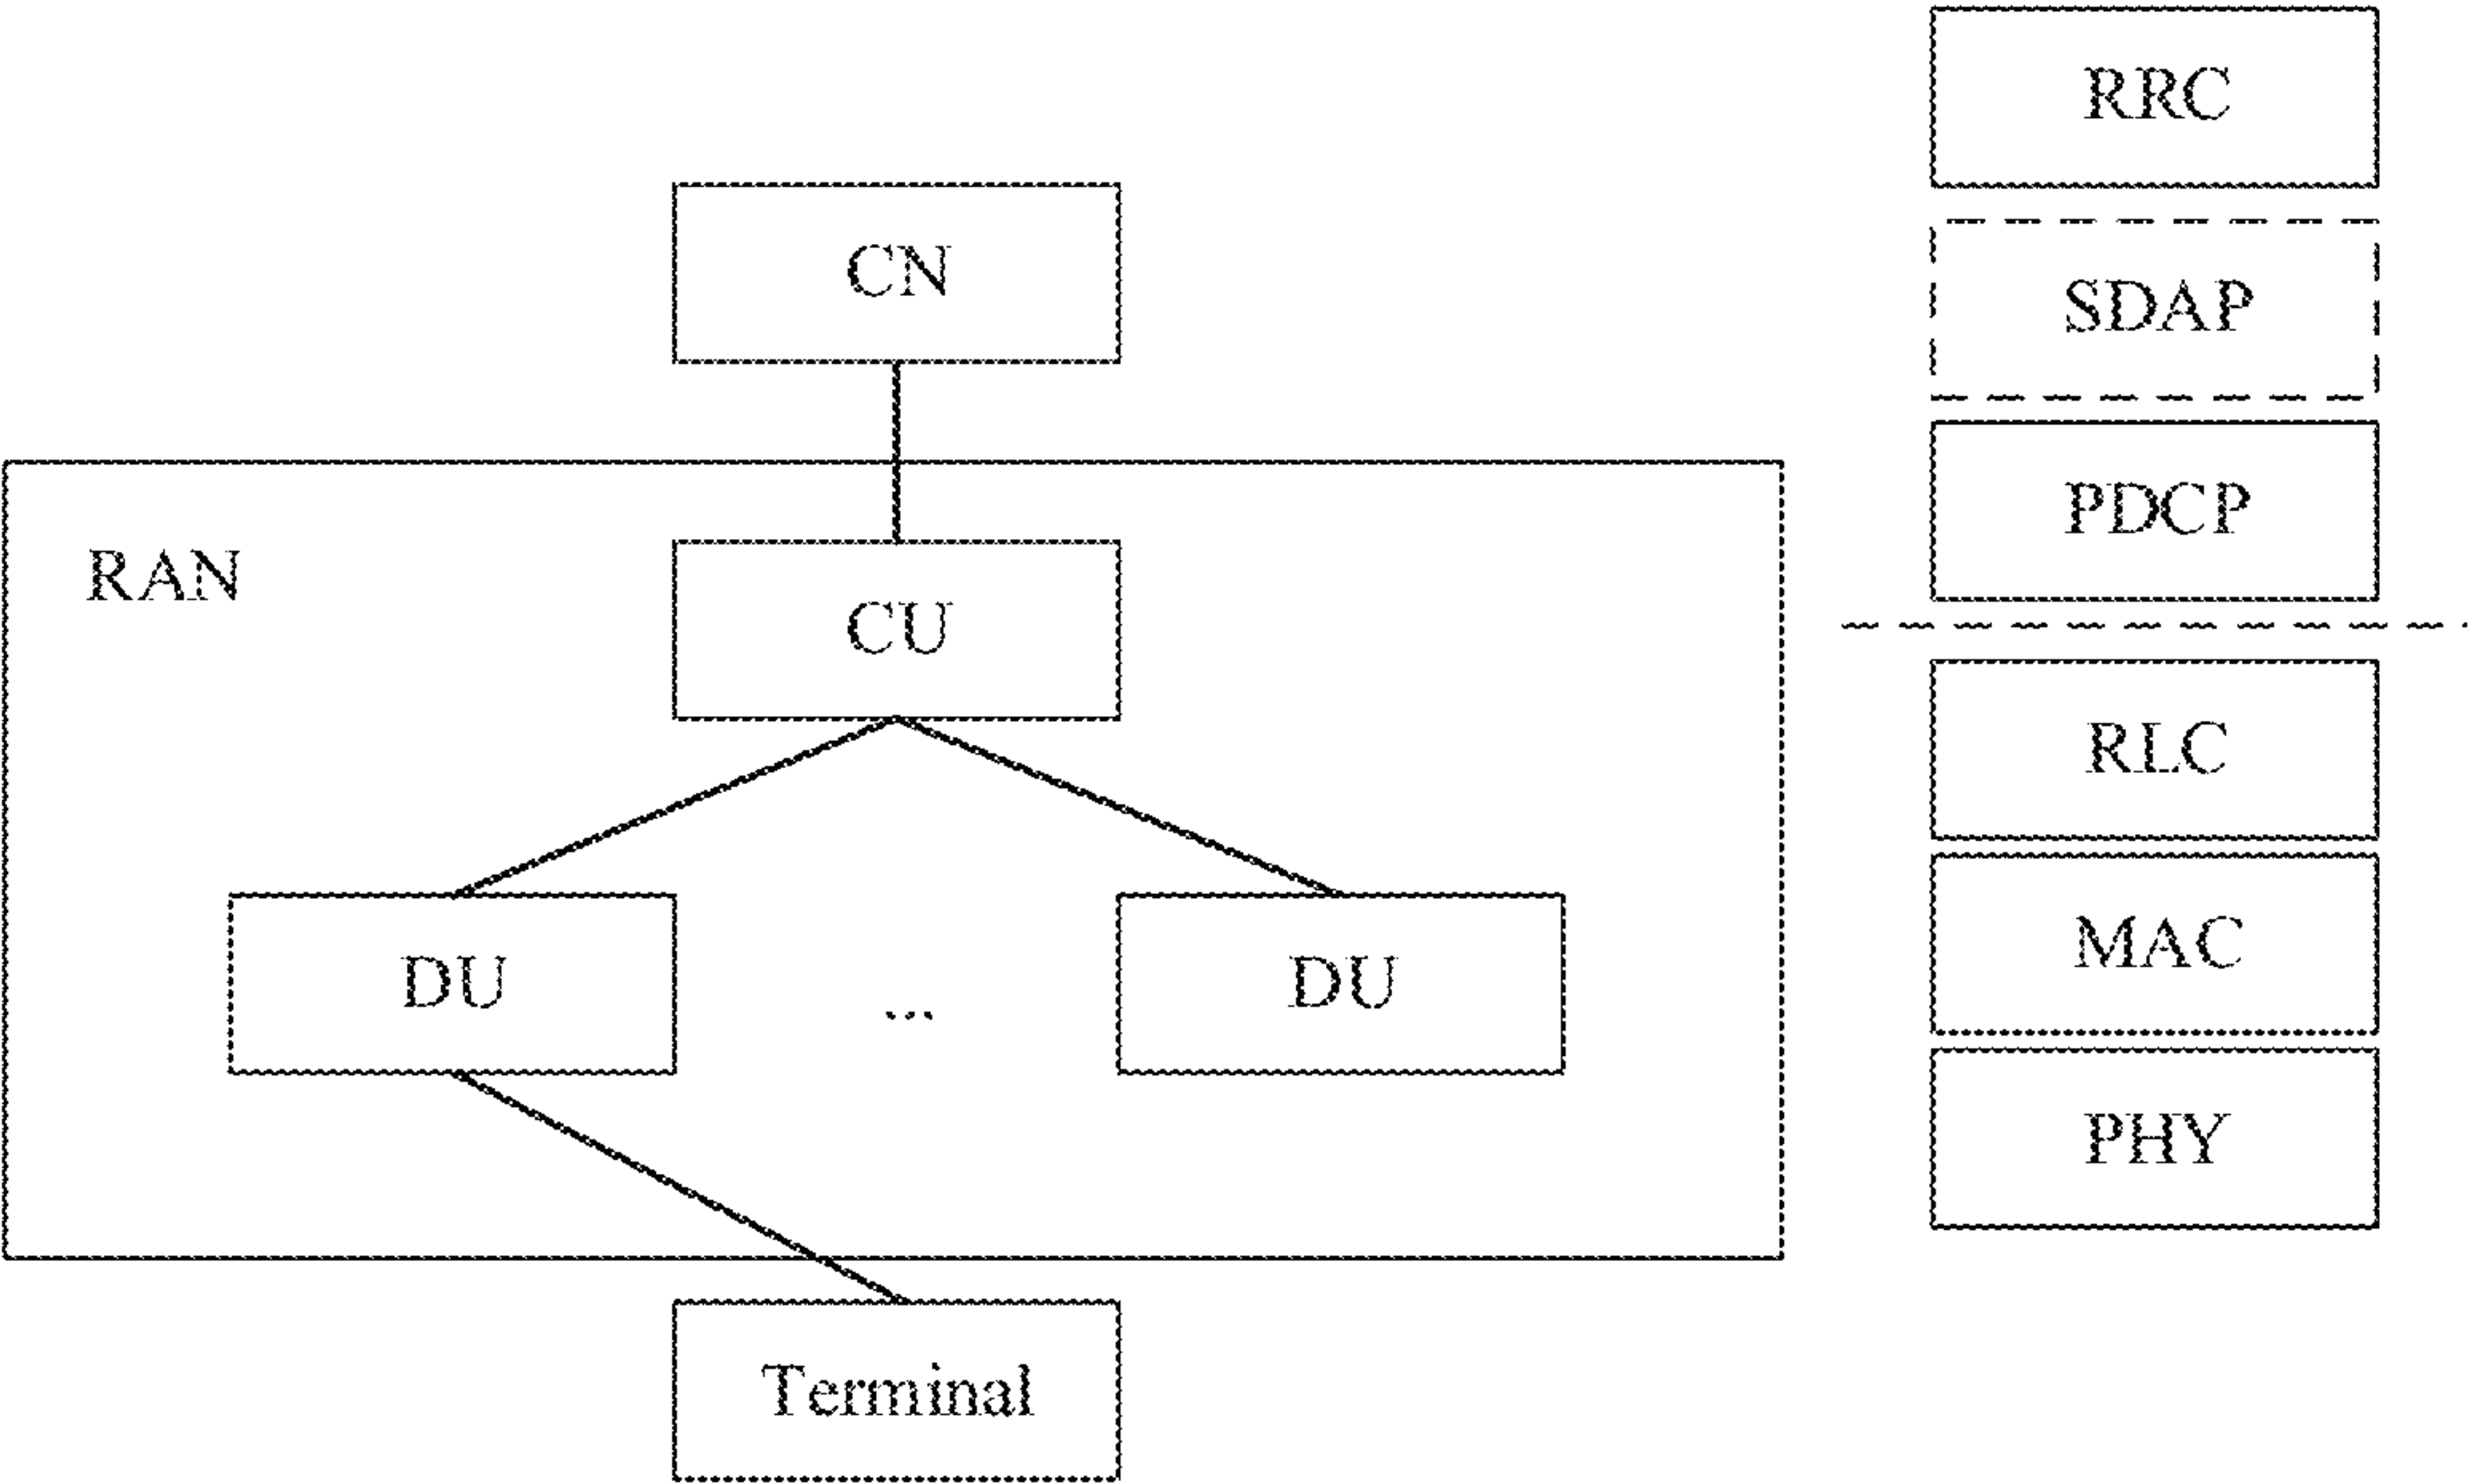 CN
RAN
CU
DU
...
DU
Terminal
RRC
SDAP
PDCP
RLC
MAC
PHY